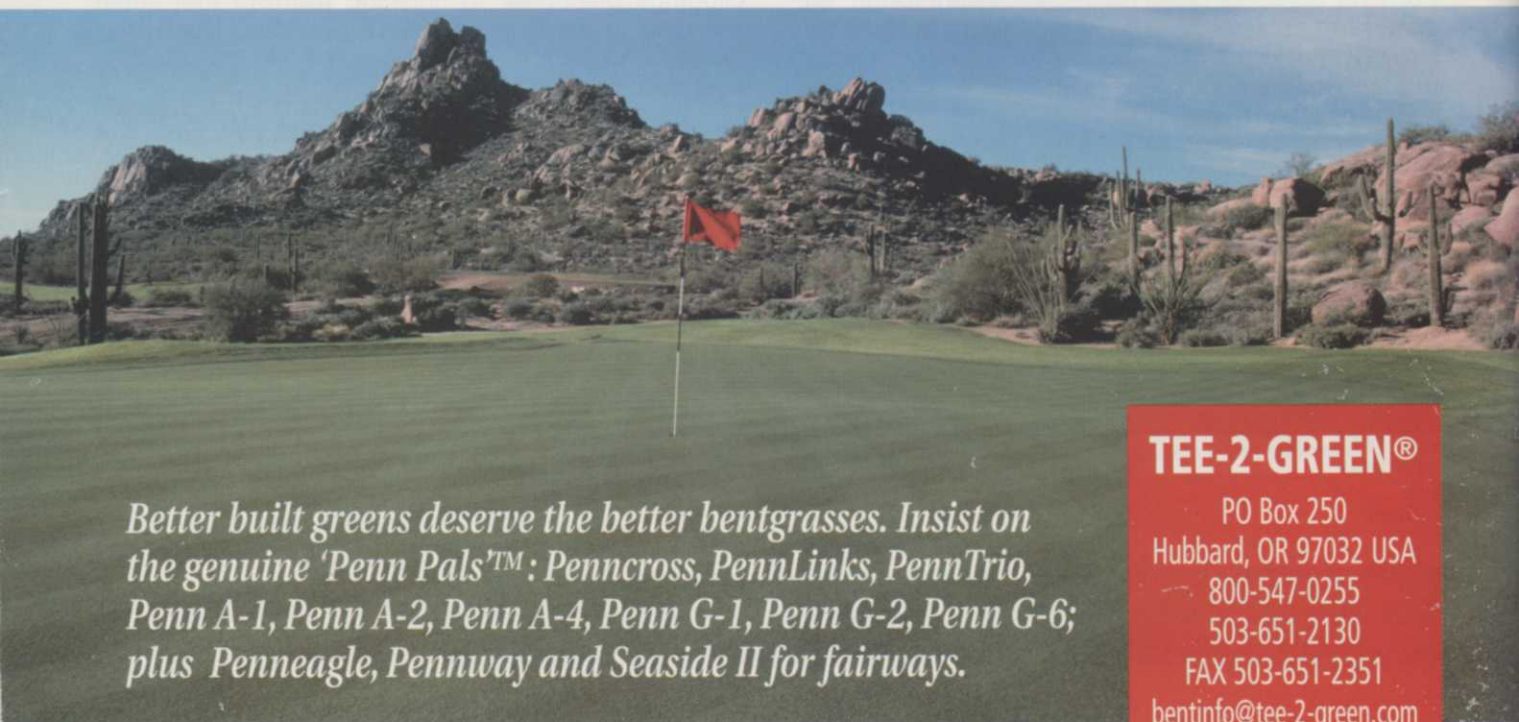 Better built greens deserve the better bentgrasses. Insist on
the genuine 'Penn Pals'™: Penncross, PennLinks, PennTrio,
Penn A-1, Penn A-2, Penn A-4, Penn G-1, Penn G-2, Penn G-6;
plus Penneagle, Pennway and Seaside II for fairways.
TEE-2-GREEN®
PO Box 250
Hubbard, OR 97032 USA
800-547-0255
503-651-2130
FAX 503-651-2351
bentinfo@tee-2-green.com